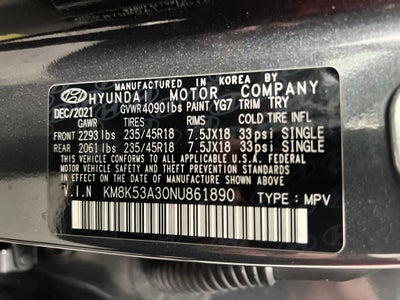 MANUFACTURED IN KOREA BY
HYUNDAI MOTOR COMPANY
DEC/2021 GVWR 4090lbs PAINT YG7 TRIM TRY
GAWR TIRES RIMS COLD TIRE INFL
FRONT 2293lbs 235/45R18 7.5JX18 33psi SINGLE
REAR 2061lbs 235/45R18 7.5JX18 33psi SINGLE
THIS VEHICLE CONFORMS TO ALL APPLICABLE U.S.A. FEDERAL
MOTOR VEHICLE SAFETY AND THEFT PREVENTION STANDARDS
IN EFFECT ON THE DATE OF MANUFACTURE SHOWN ABOVE
V.I.N KM8K53A30NU861890 TYPE : MPV